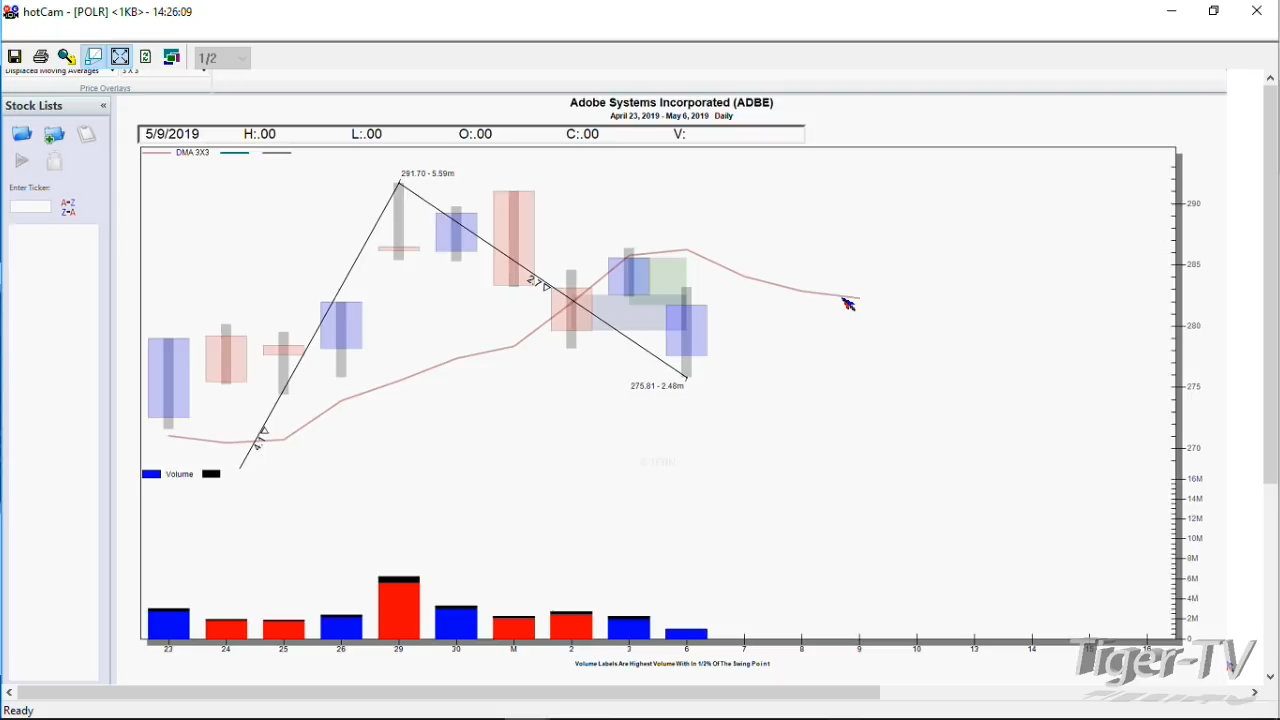 hotCam - [POLR] <1KB> - 14:26:09
1/2
Displaced Moving Averages 3 X 3
Price Overlays
Stock Lists «
Adobe Systems Incorporated (ADBE)
April 23, 2019 - May 6, 2019 Daily
5/9/2019 H:.00 L:.00 O:.00 C:.00 V:
DMA 3X3
Enter Ticker:
A Z
Z A
291.70 - 5.59m
290
285
2.7
280
275.81 - 2.48m
275
4.1
270
Volume
16M
14M
12M
10M
8M
6M
4M
2M
0
23 24 25 26 29 30 M 2 3 6 7 8 9 10 13 14 15 16 17
Volume Labels Are Highest Volume With In 1/2% Of The Swing Point
Tiger-TV
Ready